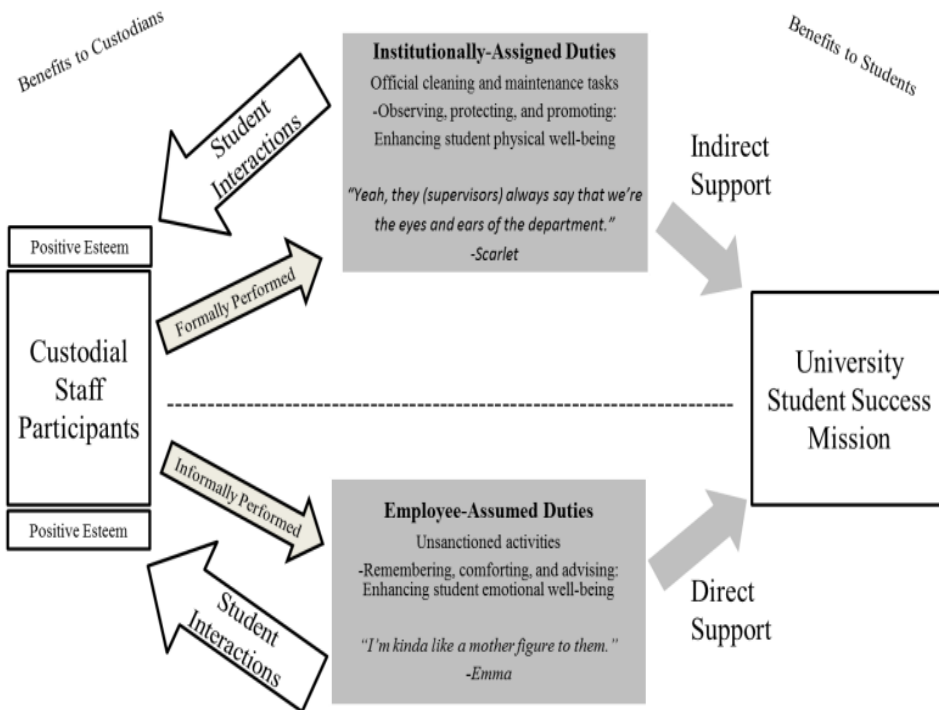 Benefits to Custodians
Benefits to Students
Institutionally-Assigned Duties
Official cleaning and maintenance tasks
-Observing, protecting, and promoting:
Enhancing student physical well-being
“Yeah, they (supervisors) always say that we’re
the eyes and ears of the department.”
-Scarlet
Student
Interactions
Indirect
Support
Positive Esteem
Formally Performed
Custodial
Staff
Participants
University
Student Success
Mission
Informally Performed
Positive Esteem
Employee-Assumed Duties
Unsanctioned activities
-Remembering, comforting, and advising:
Enhancing student emotional well-being
“I’m kinda like a mother figure to them.”
-Emma
Student
Interactions
Direct
Support